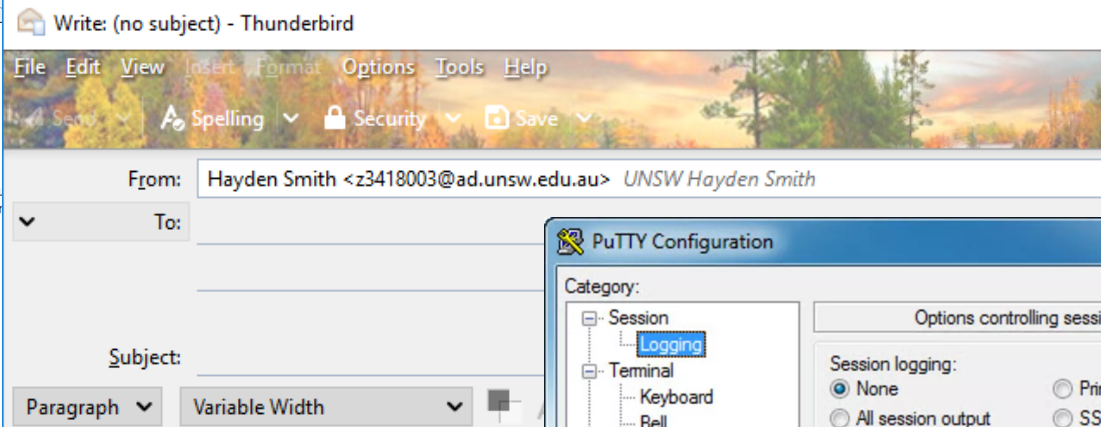 Write: (no subject) - Thunderbird
File Edit View Insert Format Options Tools Help
Send Spelling Security Save
From: Hayden Smith <z3418003@ad.unsw.edu.au> UNSW Hayden Smith
To:
Subject:
Paragraph Variable Width
PuTTY Configuration
Category:
Session
Logging
Terminal
Keyboard
Bell
Options controlling sessi
Session logging:
None Pri
All session output SS